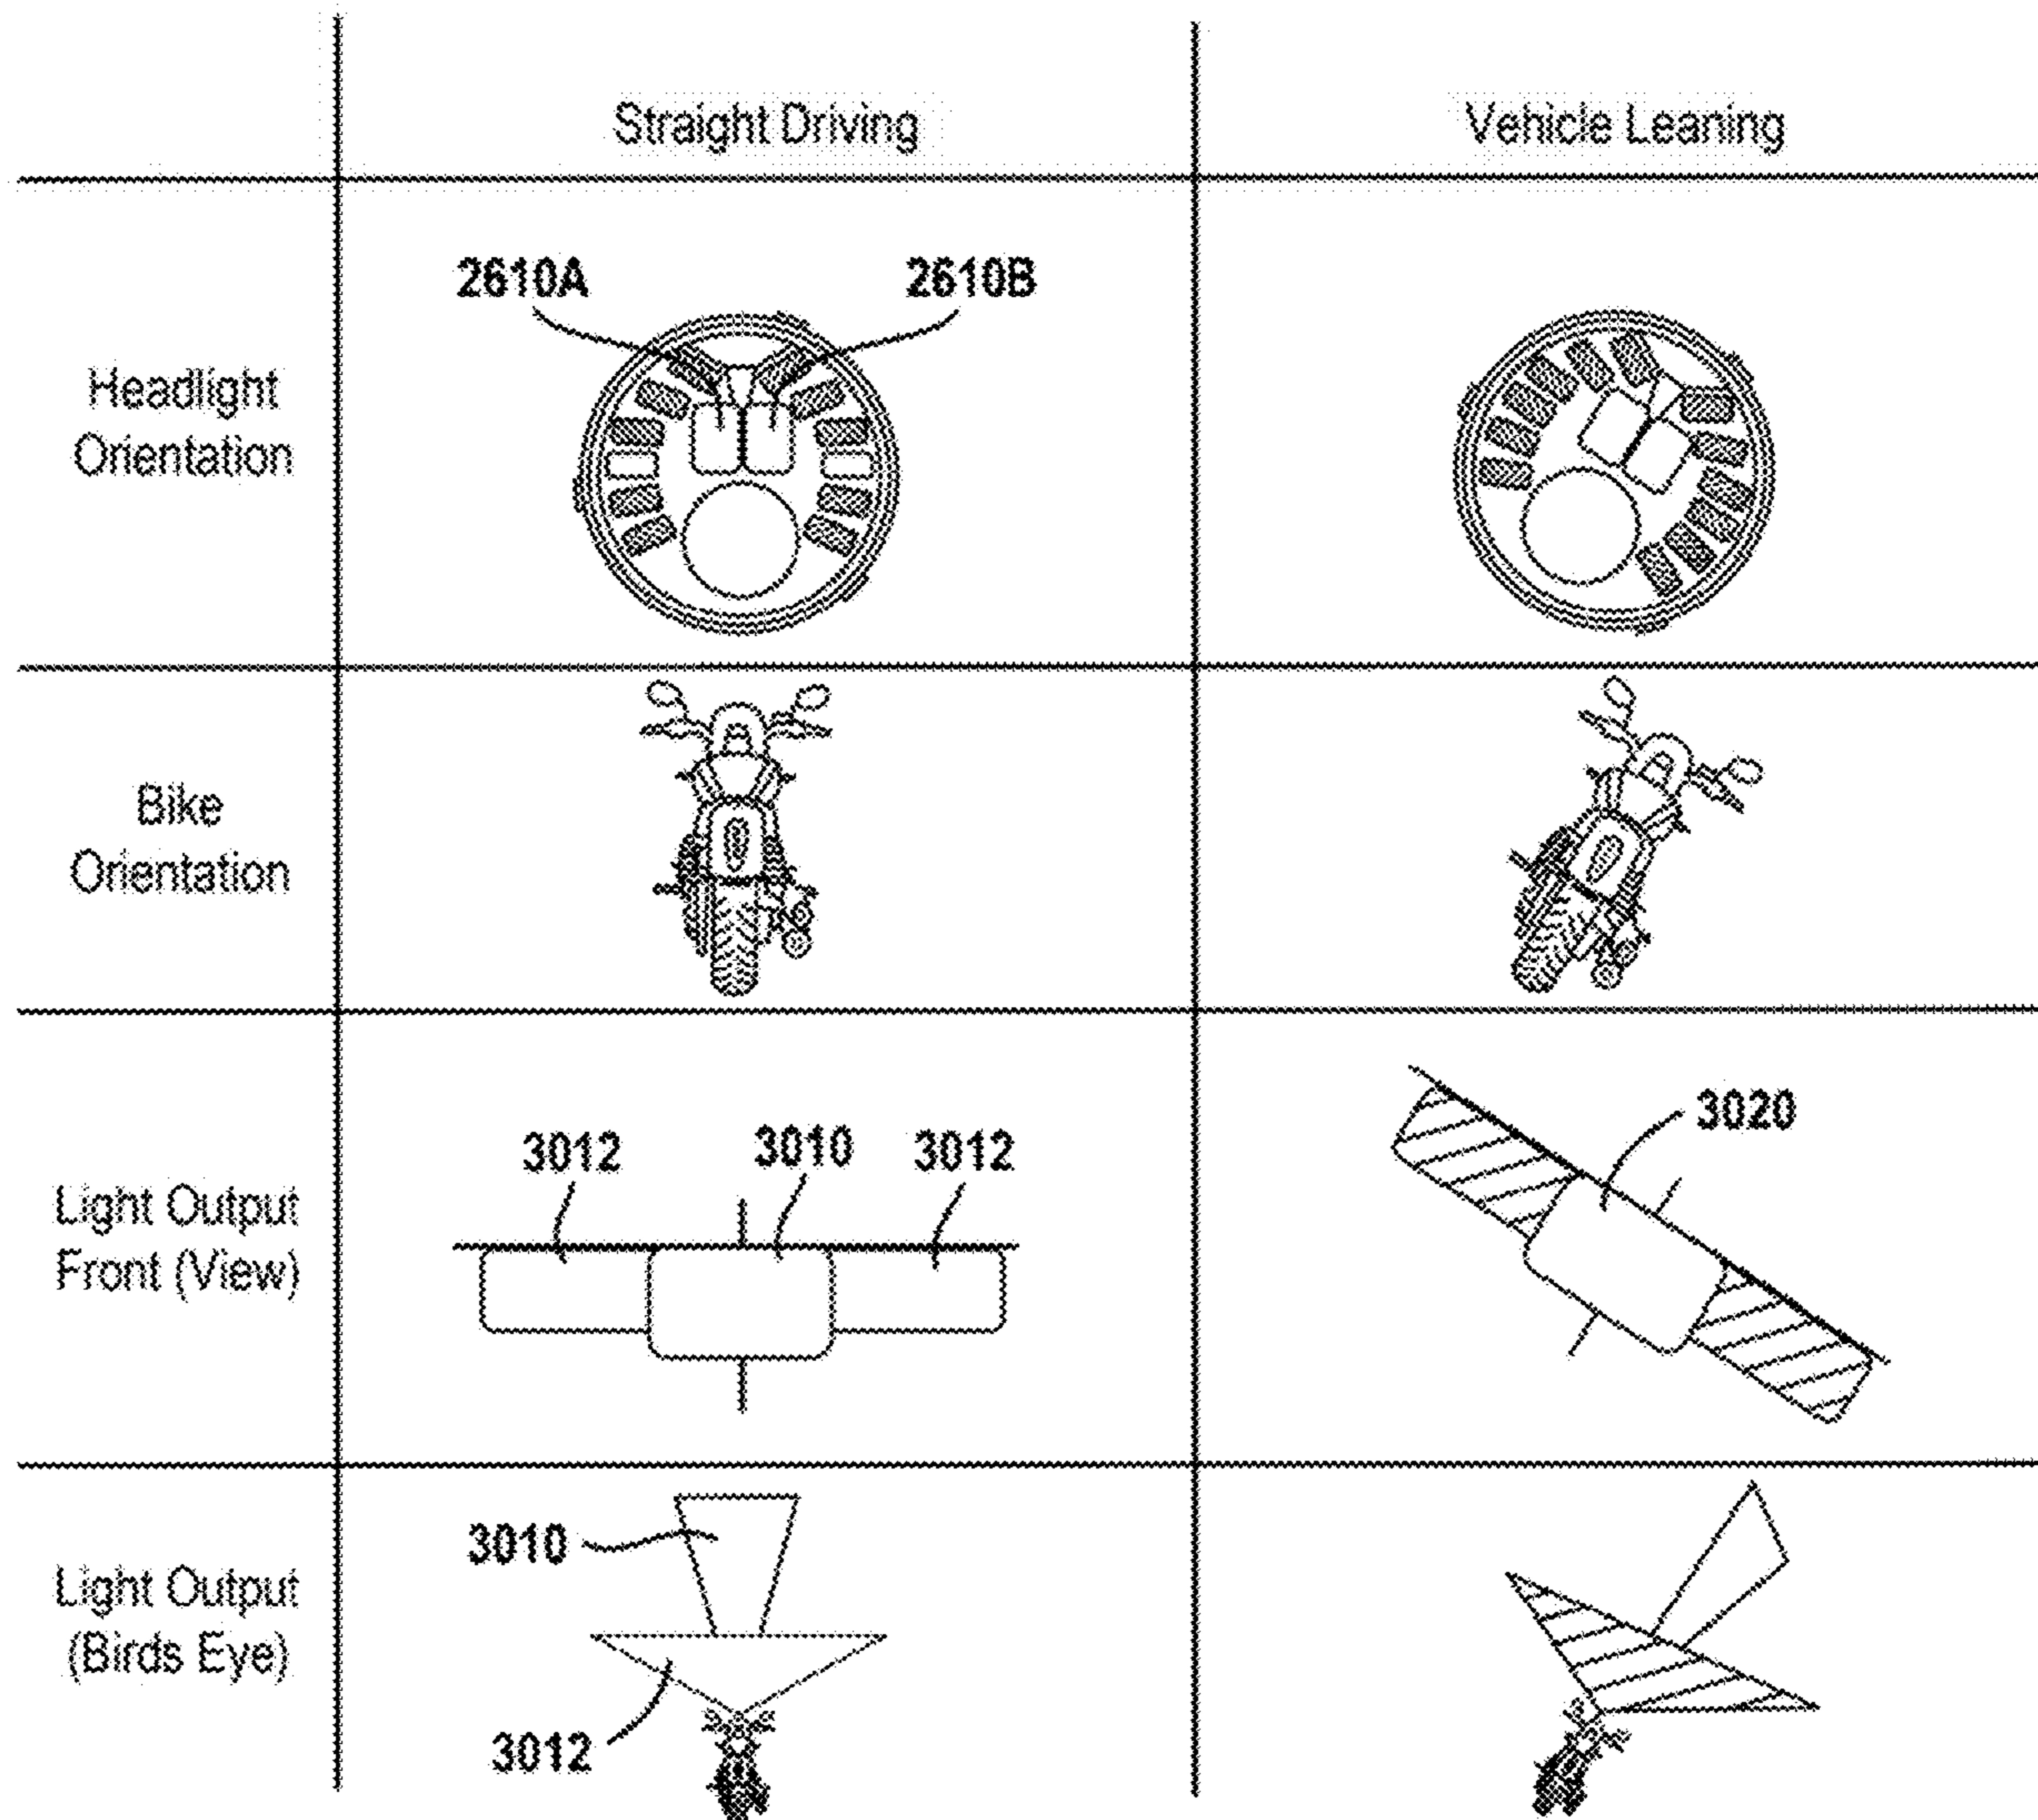 Straight Driving
Vehicle Leaning
2610A
2610B
Headlight
Orientation
Bike
Orientation
3012
3010
3012
3020
Light Output
Front (View)
3010
Light Output
(Birds Eye)
3012